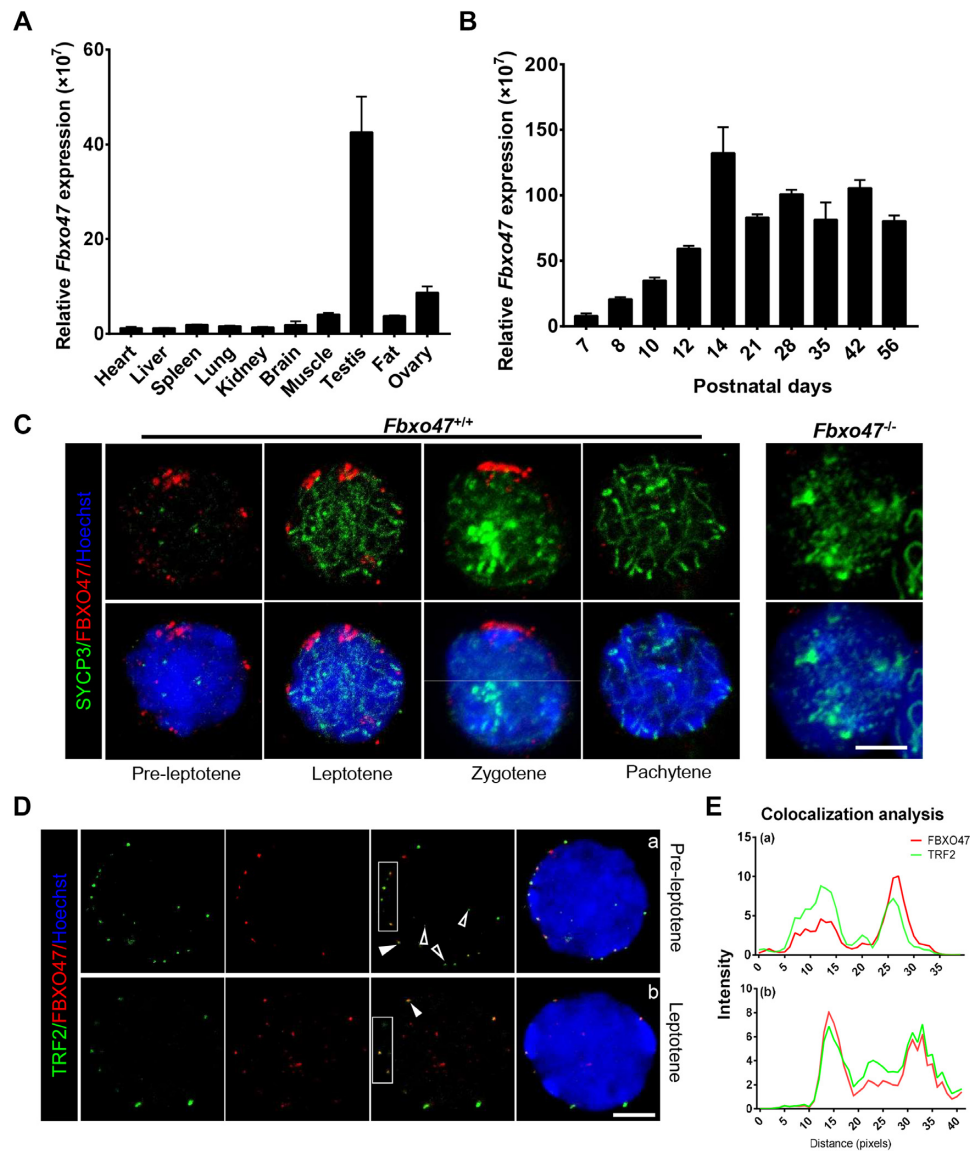 A
Relative Fbxo47 expression (×10⁷)
60
40
20
0
Heart
Liver
Spleen
Lung
Kidney
Brain
Muscle
Testis
Fat
Ovary
B
Relative Fbxo47 expression (×10⁷)
200
150
100
50
0
7
8
10
12
14
21
28
35
42
56
Postnatal days
C
Fbxo47⁺/⁺
Fbxo47⁻/⁻
SYCP3/FBXO47/Hoechst
Pre-leptotene
Leptotene
Zygotene
Pachytene
D
TRF2/FBXO47/Hoechst
a
Pre-leptotene
b
Leptotene
E
Colocalization analysis
(a)
FBXO47
TRF2
15
10
5
0
0
5
10
15
20
25
30
35
Intensity
(b)
10
8
6
4
2
0
0
5
10
15
20
25
30
35
40
Distance (pixels)